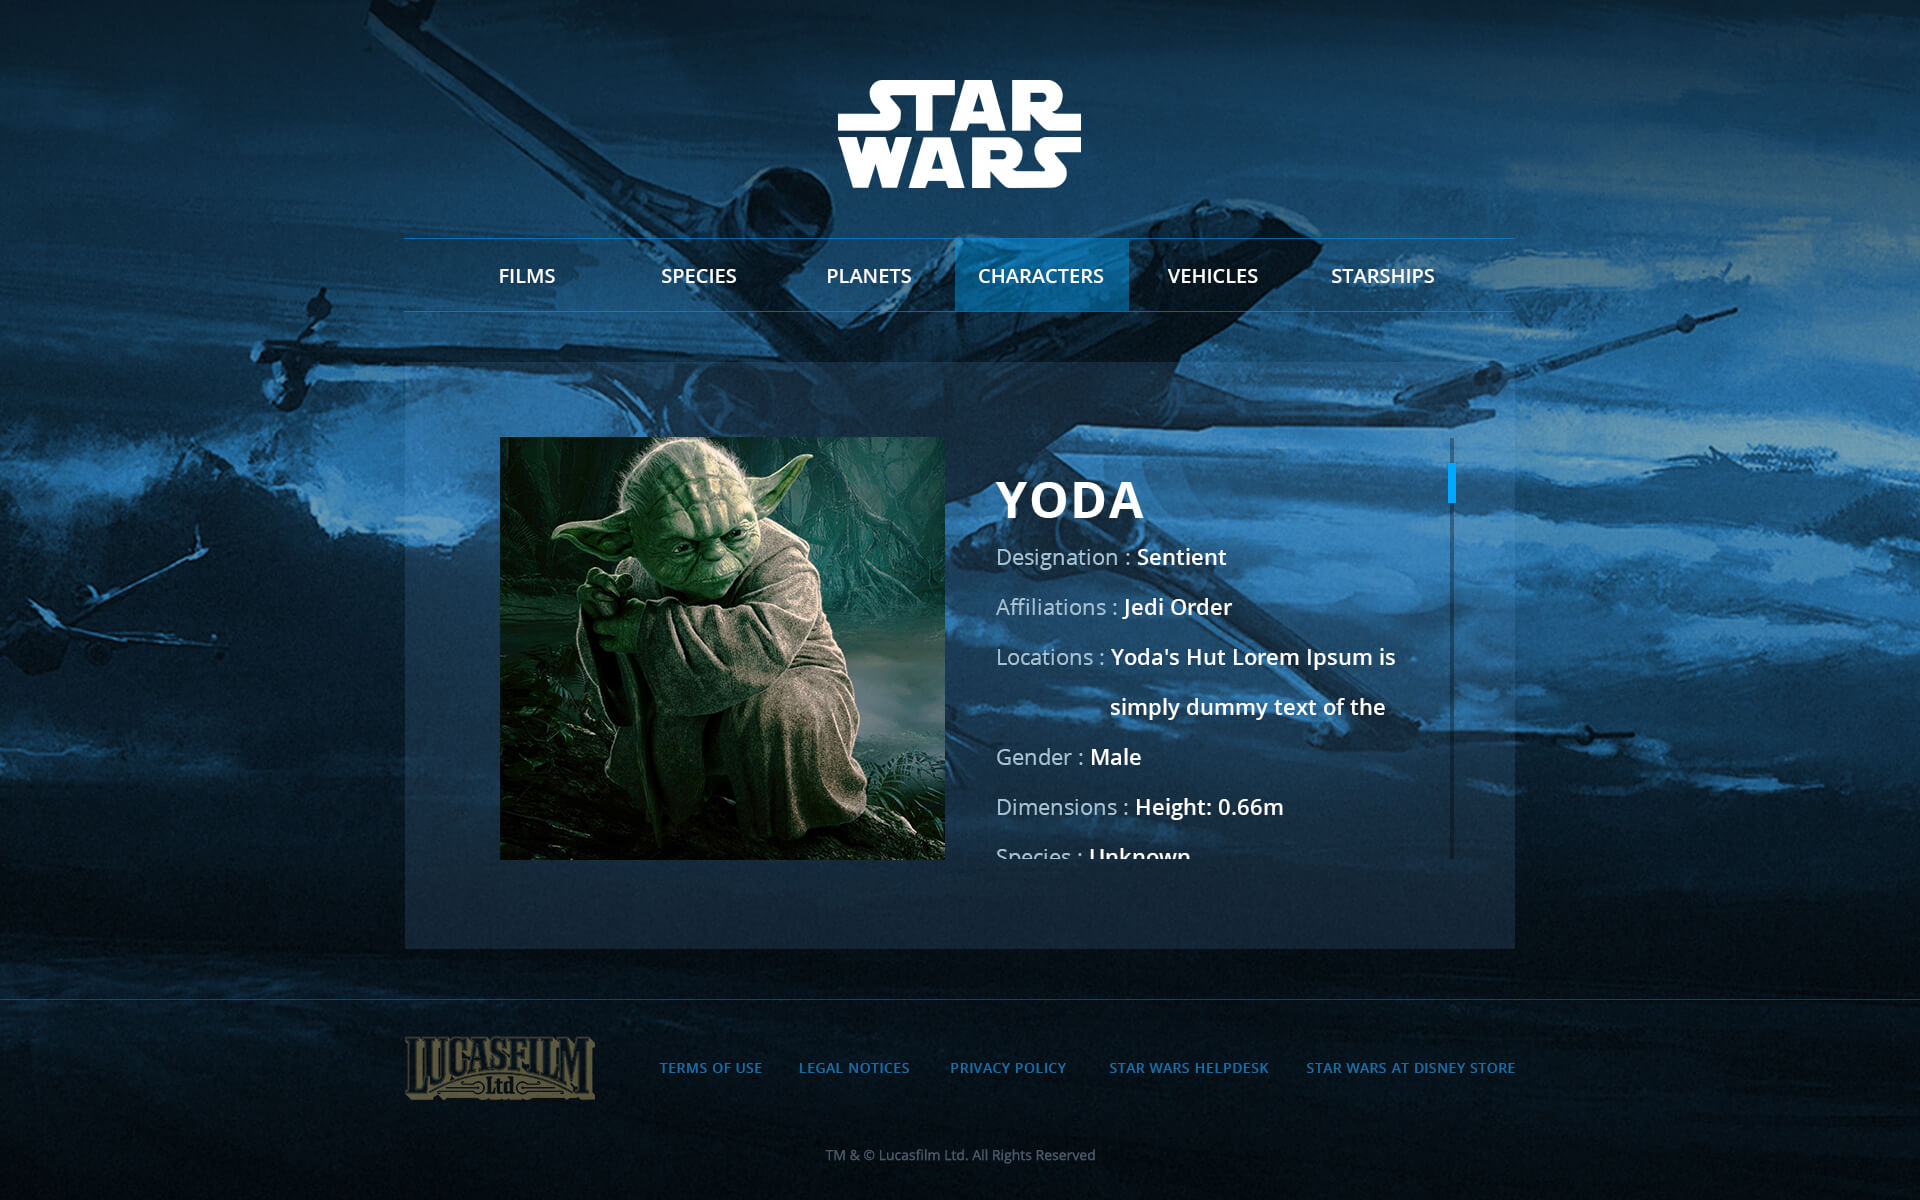 STAR
WARS
FILMS SPECIES PLANETS CHARACTERS VEHICLES STARSHIPS
YODA
Designation : Sentient
Affiliations : Jedi Order
Locations : Yoda's Hut Lorem Ipsum is
simply dummy text of the
Gender : Male
Dimensions : Height: 0.66m
Species : Unknown
LUCASFILM
Ltd
TERMS OF USE LEGAL NOTICES PRIVACY POLICY STAR WARS HELPDESK STAR WARS AT DISNEY STORE
TM & © Lucasfilm Ltd. All Rights Reserved